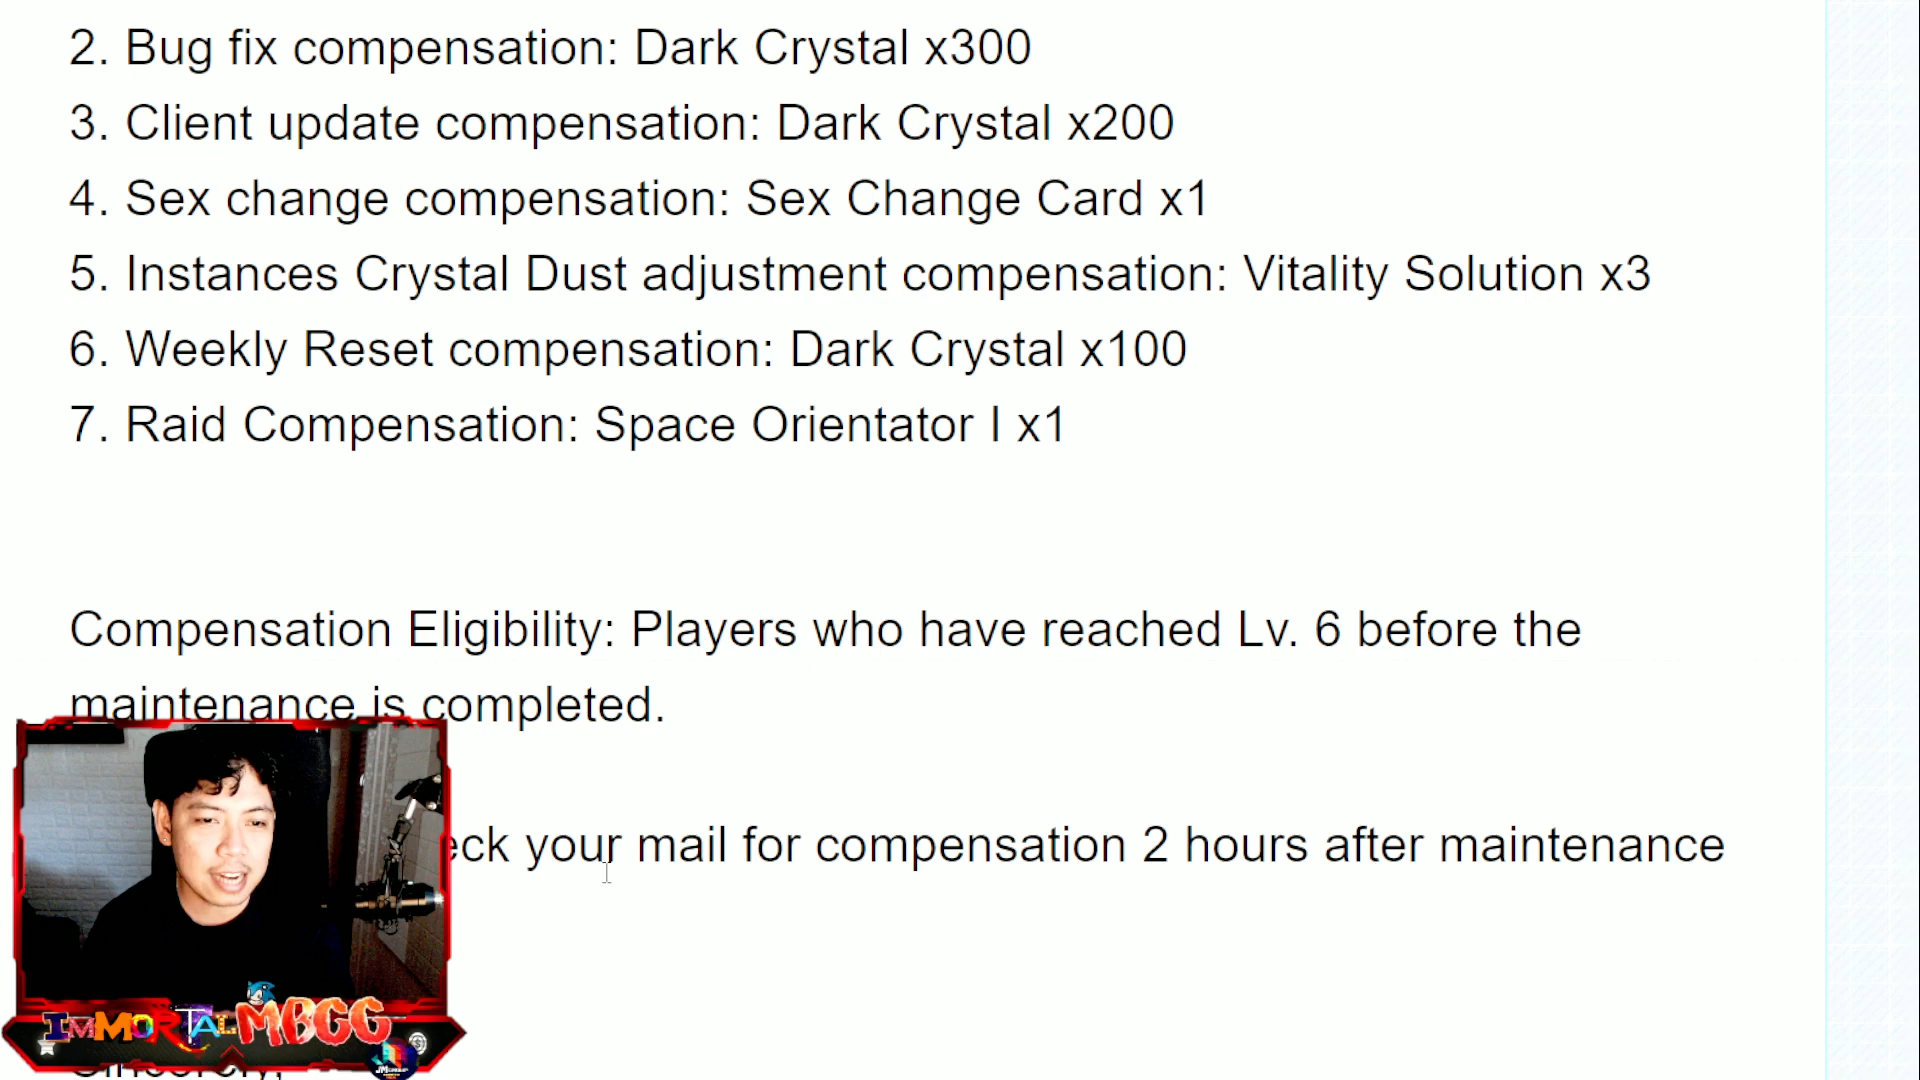 2. Bug fix compensation: Dark Crystal x300
3. Client update compensation: Dark Crystal x200
4. Sex change compensation: Sex Change Card x1
5. Instances Crystal Dust adjustment compensation: Vitality Solution x3
6. Weekly Reset compensation: Dark Crystal x100
7. Raid Compensation: Space Orientator I x1
Compensation Eligibility: Players who have reached Lv. 6 before the
maintenance is completed.
eck your mail for compensation 2 hours after maintenance
IMMORTAL MBGG
Sincerely,